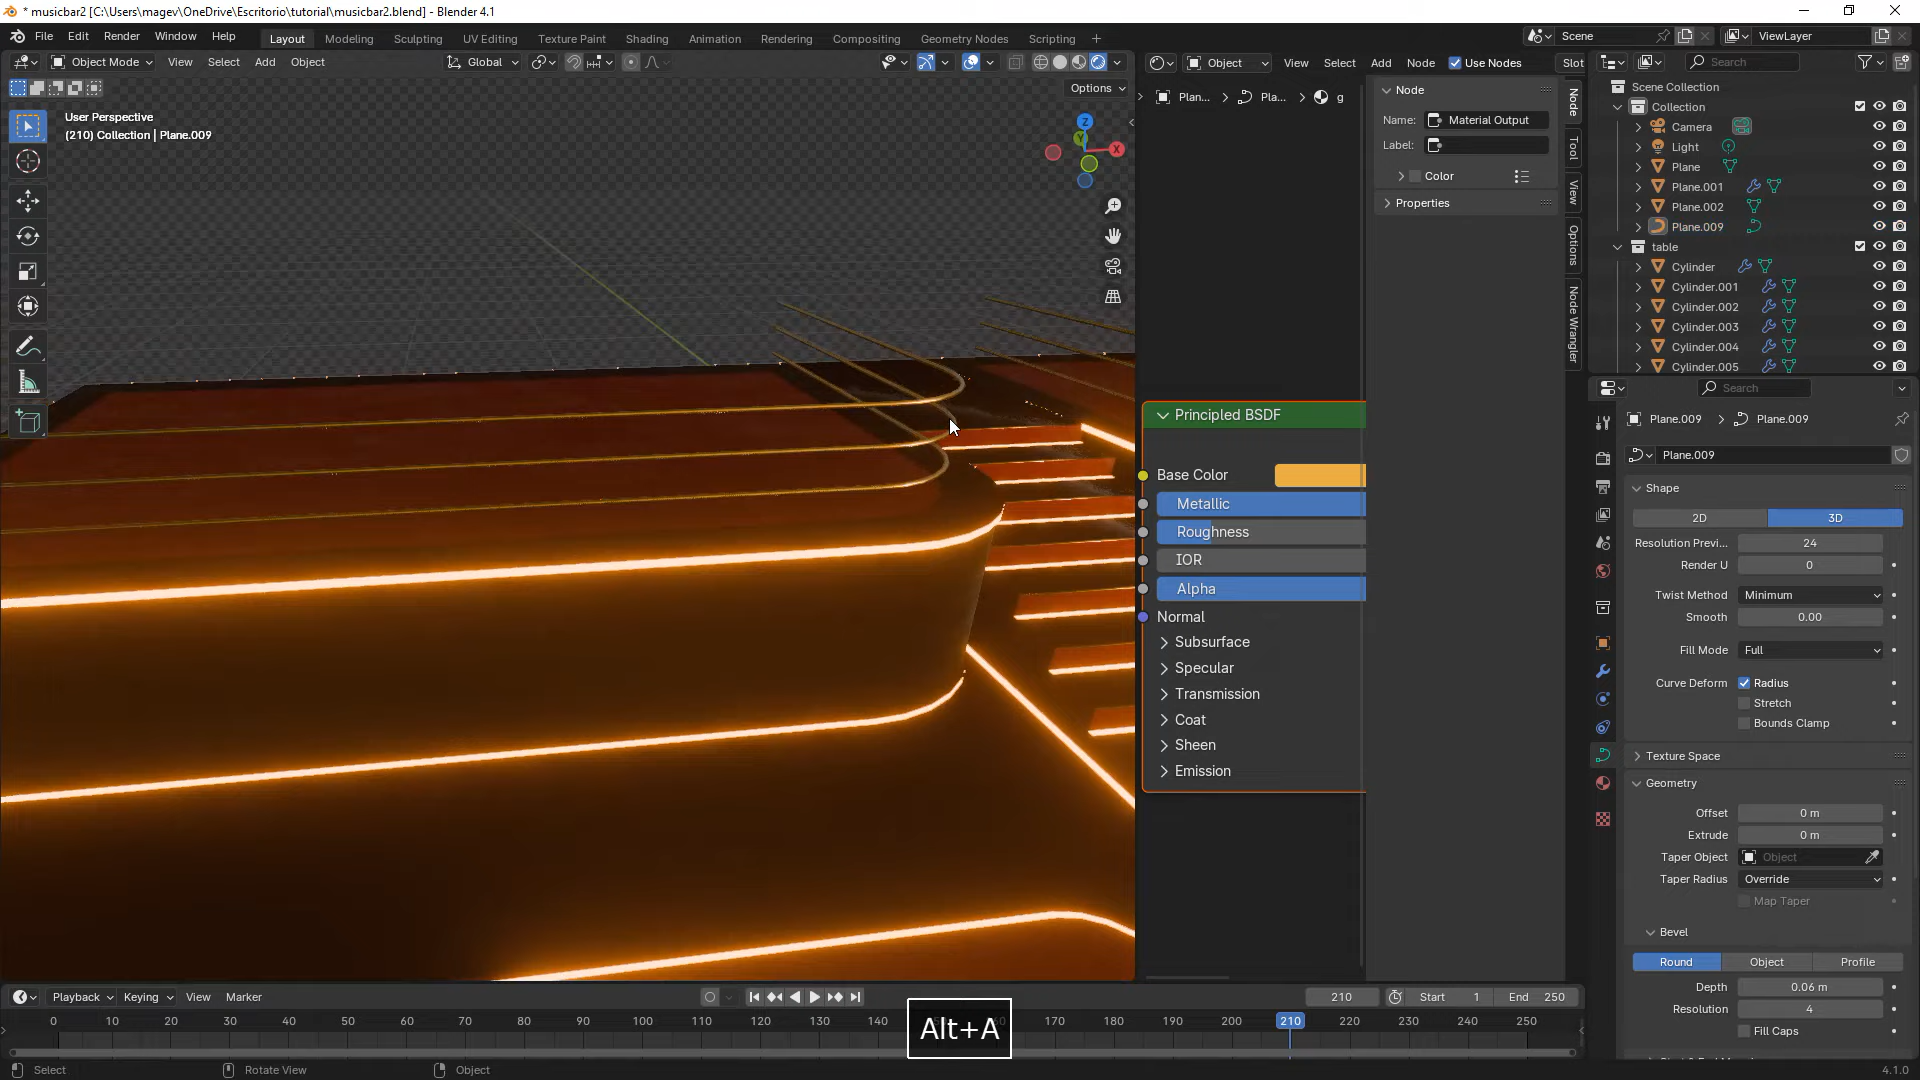 * musicbar2 [C:\Users\magev\OneDrive\Escritorio\tutorial\musicbar2.blend] - Blender 4.1
File Edit Render Window Help Layout Modeling Sculpting UV Editing Texture Paint Shading Animation Rendering Compositing Geometry Nodes Scripting + Scene ViewLayer
Object Mode View Select Add Object Global Object View Select Add Node Use Nodes Slot Search
Options
User Perspective
(210) Collection | Plane.009
Z
Y
X
Plan... Pla... g
Node
Name: Material Output
Label:
Color
Properties
Node
Tool
View
Options
Node Wrangler
Principled BSDF
Base Color
Metallic
Roughness
IOR
Alpha
Normal
Subsurface
Specular
Transmission
Coat
Sheen
Emission
Scene Collection
Collection
Camera
Light
Plane
Plane.001
Plane.002
Plane.009
table
Cylinder
Cylinder.001
Cylinder.002
Cylinder.003
Cylinder.004
Cylinder.005
Search
Plane.009 Plane.009
Plane.009
Shape
2D 3D
Resolution Previ... 24
Render U 0
Twist Method Minimum
Smooth 0.00
Fill Mode Full
Curve Deform Radius
Stretch
Bounds Clamp
Texture Space
Geometry
Offset 0 m
Extrude 0 m
Taper Object Object
Taper Radius Override
Map Taper
Bevel
Round Object Profile
Depth 0.06 m
Resolution 4
Fill Caps
Playback Keying View Marker 210 Start 1 End 250
0 10 20 30 40 50 60 70 80 90 100 110 120 130 140 170 180 190 200 210 220 230 240 250
Alt+A
Select Rotate View Object 4.1.0